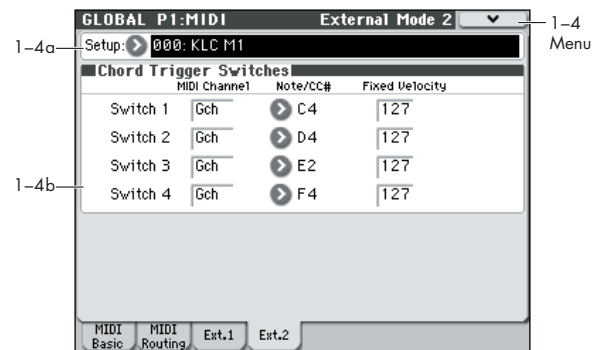 GLOBAL P1:MIDI External Mode 2
1–4 Menu
1–4a
Setup: 000: KLC M1
Chord Trigger Switches
MIDI Channel Note/CC# Fixed Velocity
Switch 1 Gch C4 127
Switch 2 Gch D4 127
Switch 3 Gch E2 127
1–4b
Switch 4 Gch F4 127
MIDI Basic MIDI Routing Ext.1 Ext.2